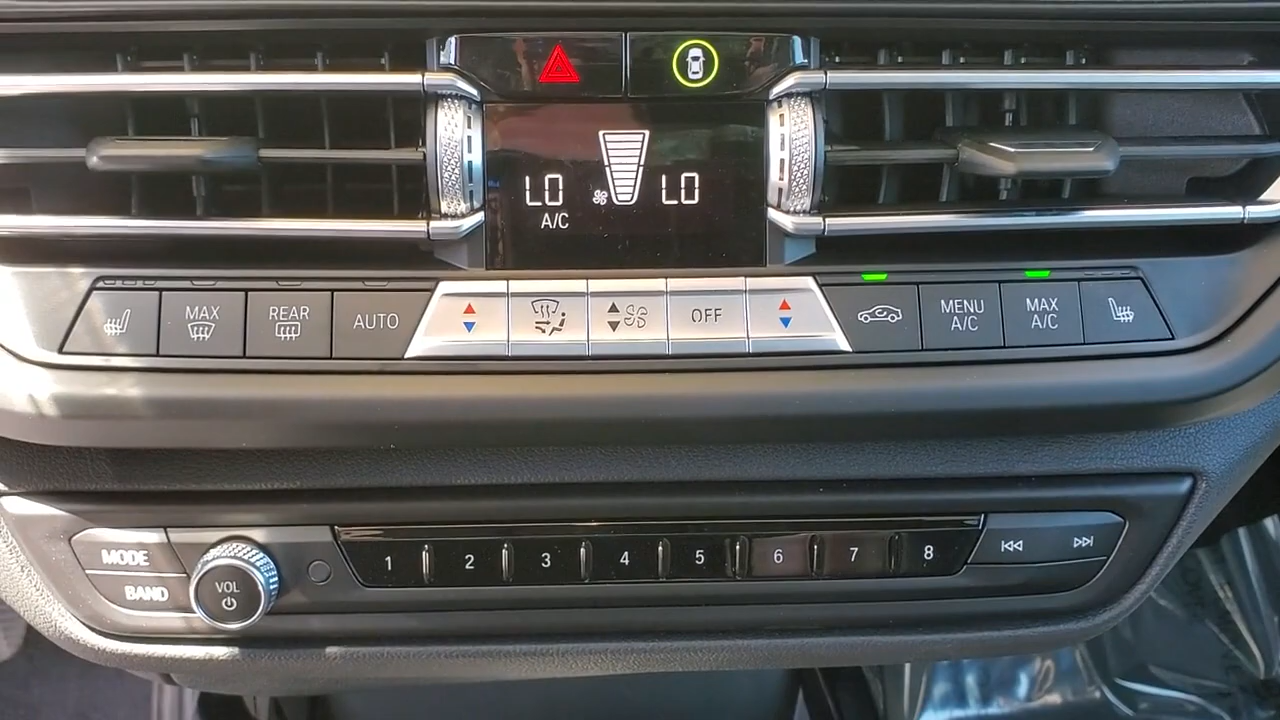 LO
LO
A/C
MAX
REAR
AUTO
OFF
MENU
A/C
MAX
A/C
MODE
BAND
VOL
1 2 3 4 5 6 7 8